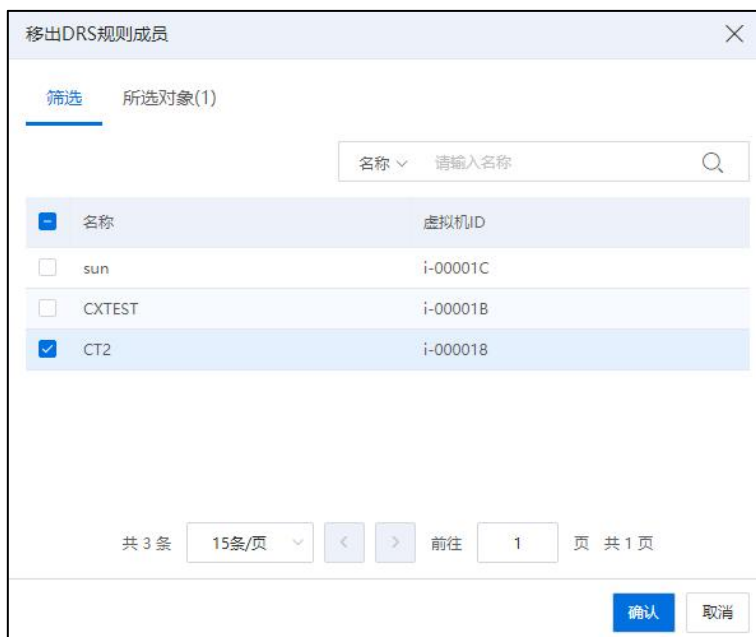 移出DRS规则成员
筛选 所选对象(1)
名称 请输入名称
名称 虚拟机ID
sun i-00001C
CXTEST i-00001B
CT2 i-000018
共 3 条 15条/页 前往 1 页 共 1 页
确认 取消